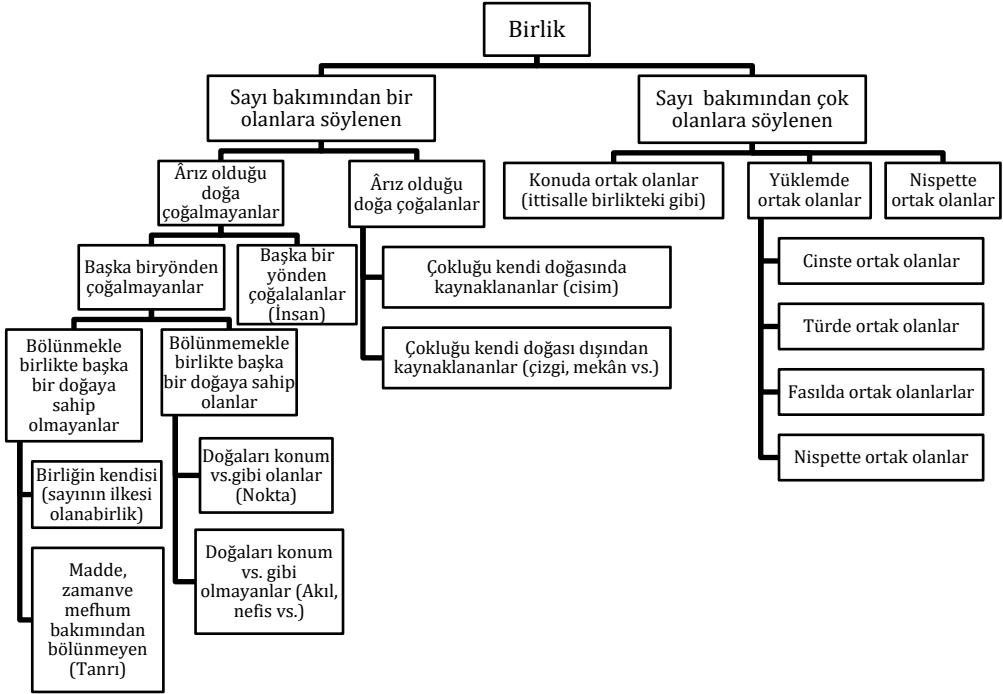 Birlik
Sayı bakımından bir
olanlara söylenen
Sayı bakımından çok
olanlara söylenen
Ârız olduğu
doğa
çoğalmayanlar
Ârız olduğu
doğa çoğalanlar
Konuda ortak olanlar
(ittisalle birlikteki gibi)
Yüklemde
ortak olanlar
Nispette
ortak olanlar
Başka biryönden
çoğalmayanlar
Başka bir
yönden
çoğalalanlar
(İnsan)
Çokluğu kendi doğasında
kaynaklananlar (cisim)
Çokluğu kendi doğası dışından
kaynaklananlar (çizgi, mekân vs.)
Cinste ortak olanlar
Türde ortak olanlar
Fasılda ortak olanlarlar
Nispette ortak olanlar
Bölünmekle
birlikte başka
bir doğaya
sahip
olmayanlar
Bölünmemekle
birlikte başka
bir doğaya sahip
olanlar
Birliğin kendisi
(sayının ilkesi
olanabirlik)
Madde,
zamanve
mefhum
bakımından
bölünmeyen
(Tanrı)
Doğaları konum
vs.gibi olanlar
(Nokta)
Doğaları konum
vs. gibi
olmayanlar (Akıl,
nefis vs.)